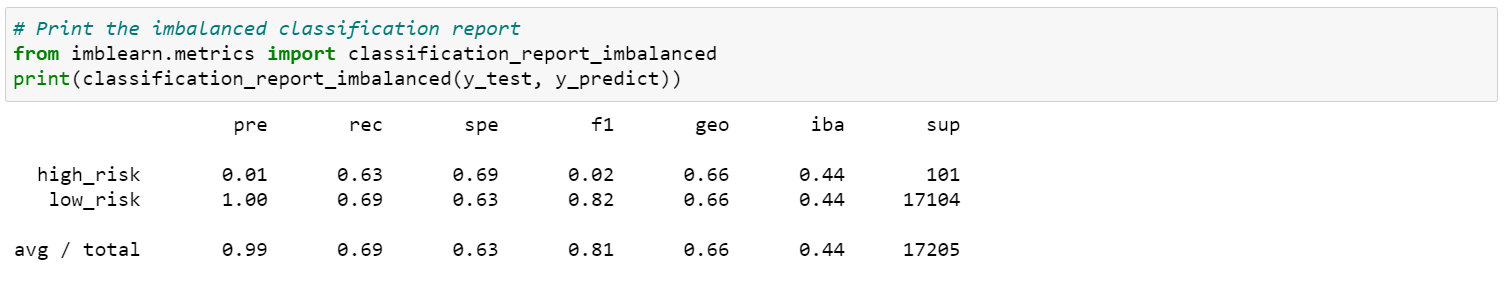 # Print the imbalanced classification report
from imblearn.metrics import classification_report_imbalanced
print(classification_report_imbalanced(y_test, y_predict))
pre rec spe f1 geo iba sup
high_risk 0.01 0.63 0.69 0.02 0.66 0.44 101
low_risk 1.00 0.69 0.63 0.82 0.66 0.44 17104
avg / total 0.99 0.69 0.63 0.81 0.66 0.44 17205